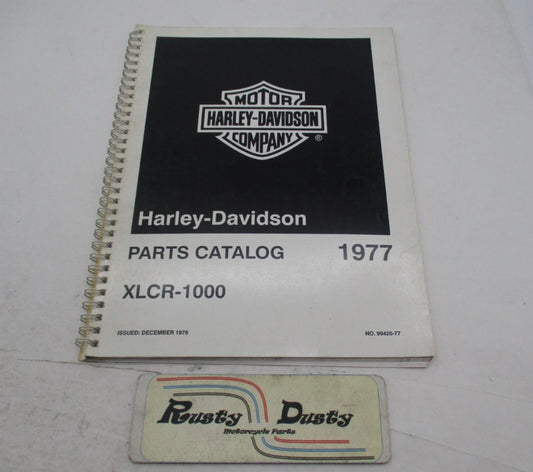 MOTOR
HARLEY-DAVIDSON
COMPANY ®
Harley-Davidson
PARTS CATALOG 1977
XLCR-1000
ISSUED: DECEMBER 1976 NO. 99426-77
Rusty Dusty
Motorcycle Parts